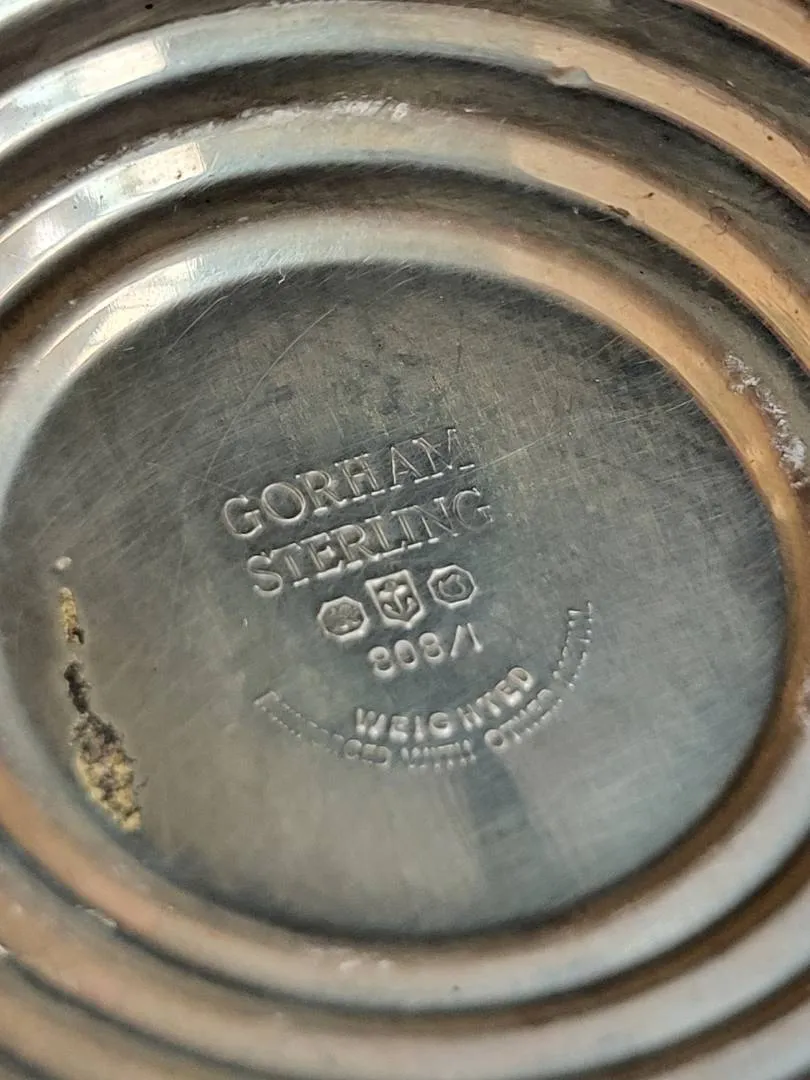 GORHAM
STERLING
808/1
WEIGHTED
REINFORCED WITH OTHER METAL